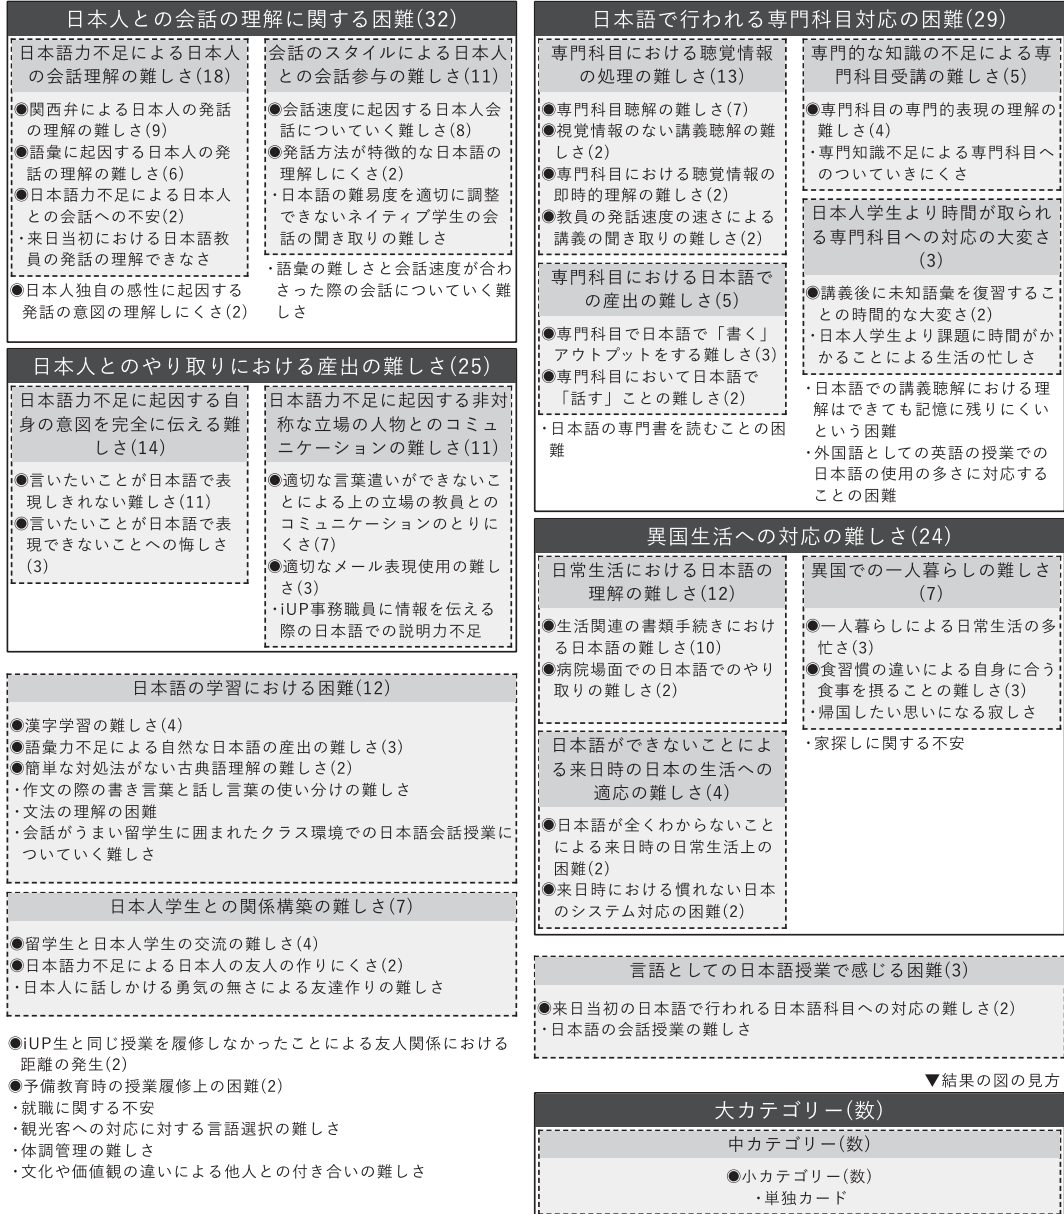 日本人との会話の理解に関する困難(32)
日本語力不足による日本人
の会話理解の難しさ(18)
●関西弁による日本人の発話
の理解の難しさ(9)
●語彙に起因する日本人の発
話の理解の難しさ(6)
●日本語力不足による日本人
との会話への不安(2)
・来日当初における日本語教
員の発話の理解できなさ
●日本人独自の感性に起因する
発話の意図の理解しにくさ(2)
会話のスタイルによる日本人
との会話参与の難しさ(11)
●会話速度に起因する日本人会
話についていく難しさ(8)
●発話方法が特徴的な日本語の
理解しにくさ(2)
・日本語の難易度を適切に調整
できないネイティブ学生の会
話の聞き取りの難しさ
・語彙の難しさと会話速度が合わ
さった際の会話についていく難
しさ
日本人とのやり取りにおける産出の難しさ(25)
日本語力不足に起因する自
身の意図を完全に伝える難
しさ(14)
●言いたいことが日本語で表
現しきれない難しさ(11)
●言いたいことが日本語で表
現できないことへの悔しさ
(3)
日本語力不足に起因する非対
称な立場の人物とのコミュ
ニケーションの難しさ(11)
●適切な言葉遣いができないこ
とによる上の立場の教員との
コミュニケーションのとりに
くさ(7)
●適切なメール表現使用の難し
さ(3)
・iUP事務職員に情報を伝える
際の日本語での説明力不足
日本語の学習における困難(12)
●漢字学習の難しさ(4)
●語彙力不足による自然な日本語の産出の難しさ(3)
●簡単な対処法がない古典語理解の難しさ(2)
・作文の際の書き言葉と話し言葉の使い分けの難しさ
・文法の理解の困難
・会話がうまい留学生に囲まれたクラス環境での日本語会話授業に
ついていく難しさ
日本人学生との関係構築の難しさ(7)
●留学生と日本人学生の交流の難しさ(4)
●日本語力不足による日本人の友人の作りにくさ(2)
・日本人に話しかける勇気の無さによる友達作りの難しさ
●iUP生と同じ授業を履修しなかったことによる友人関係における
距離の発生(2)
●予備教育時の授業履修上の困難(2)
・就職に関する不安
・観光客への対応に対する言語選択の難しさ
・体調管理の難しさ
・文化や価値観の違いによる他人との付き合いの難しさ
日本語で行われる専門科目対応の困難(29)
専門科目における聴覚情報
の処理の難しさ(13)
●専門科目聴解の難しさ(7)
●視覚情報のない講義聴解の難
しさ(2)
●専門科目における聴覚情報の
即時的理解の難しさ(2)
●教員の発話速度の速さによる
講義の聞き取りの難しさ(2)
専門科目における日本語で
の産出の難しさ(5)
●専門科目で日本語で「書く」
アウトプットをする難しさ(3)
●専門科目において日本語で
「話す」ことの難しさ(2)
・日本語の専門書を読むことの困
難
専門的な知識の不足による専
門科目受講の難しさ(5)
●専門科目の専門的表現の理解の
難しさ(4)
・専門知識不足による専門科目へ
のついていきにくさ
日本人学生より時間が取られ
る専門科目への対応の大変さ
(3)
●講義後に未知語彙を復習するこ
との時間的な大変さ(2)
・日本人学生より課題に時間がか
かることによる生活の忙しさ
・日本語での講義聴解における理
解はできても記憶に残りにくい
という困難
・外国語としての英語の授業での
日本語の使用の多さに対応する
ことの困難
異国生活への対応の難しさ(24)
日常生活における日本語の
理解の難しさ(12)
●生活関連の書類手続きにおけ
る日本語の難しさ(10)
●病院場面での日本語でのやり
取りの難しさ(2)
日本語ができないことによ
る来日時の日本の生活への
適応の難しさ(4)
●日本語が全くわからないこと
による来日時の日常生活上の
困難(2)
●来日時における慣れない日本
のシステム対応の困難(2)
異国での一人暮らしの難しさ
(7)
●一人暮らしによる日常生活の多
忙さ(3)
●食習慣の違いによる自身に合う
食事を摂ることの難しさ(3)
・帰国したい思いになる寂しさ
・家探しに関する不安
言語としての日本語授業で感じる困難(3)
●来日当初の日本語で行われる日本語科目への対応の難しさ(2)
・日本語の会話授業の難しさ
▼結果の図の見方
大カテゴリー(数)
中カテゴリー(数)
●小カテゴリー(数)
・単独カード